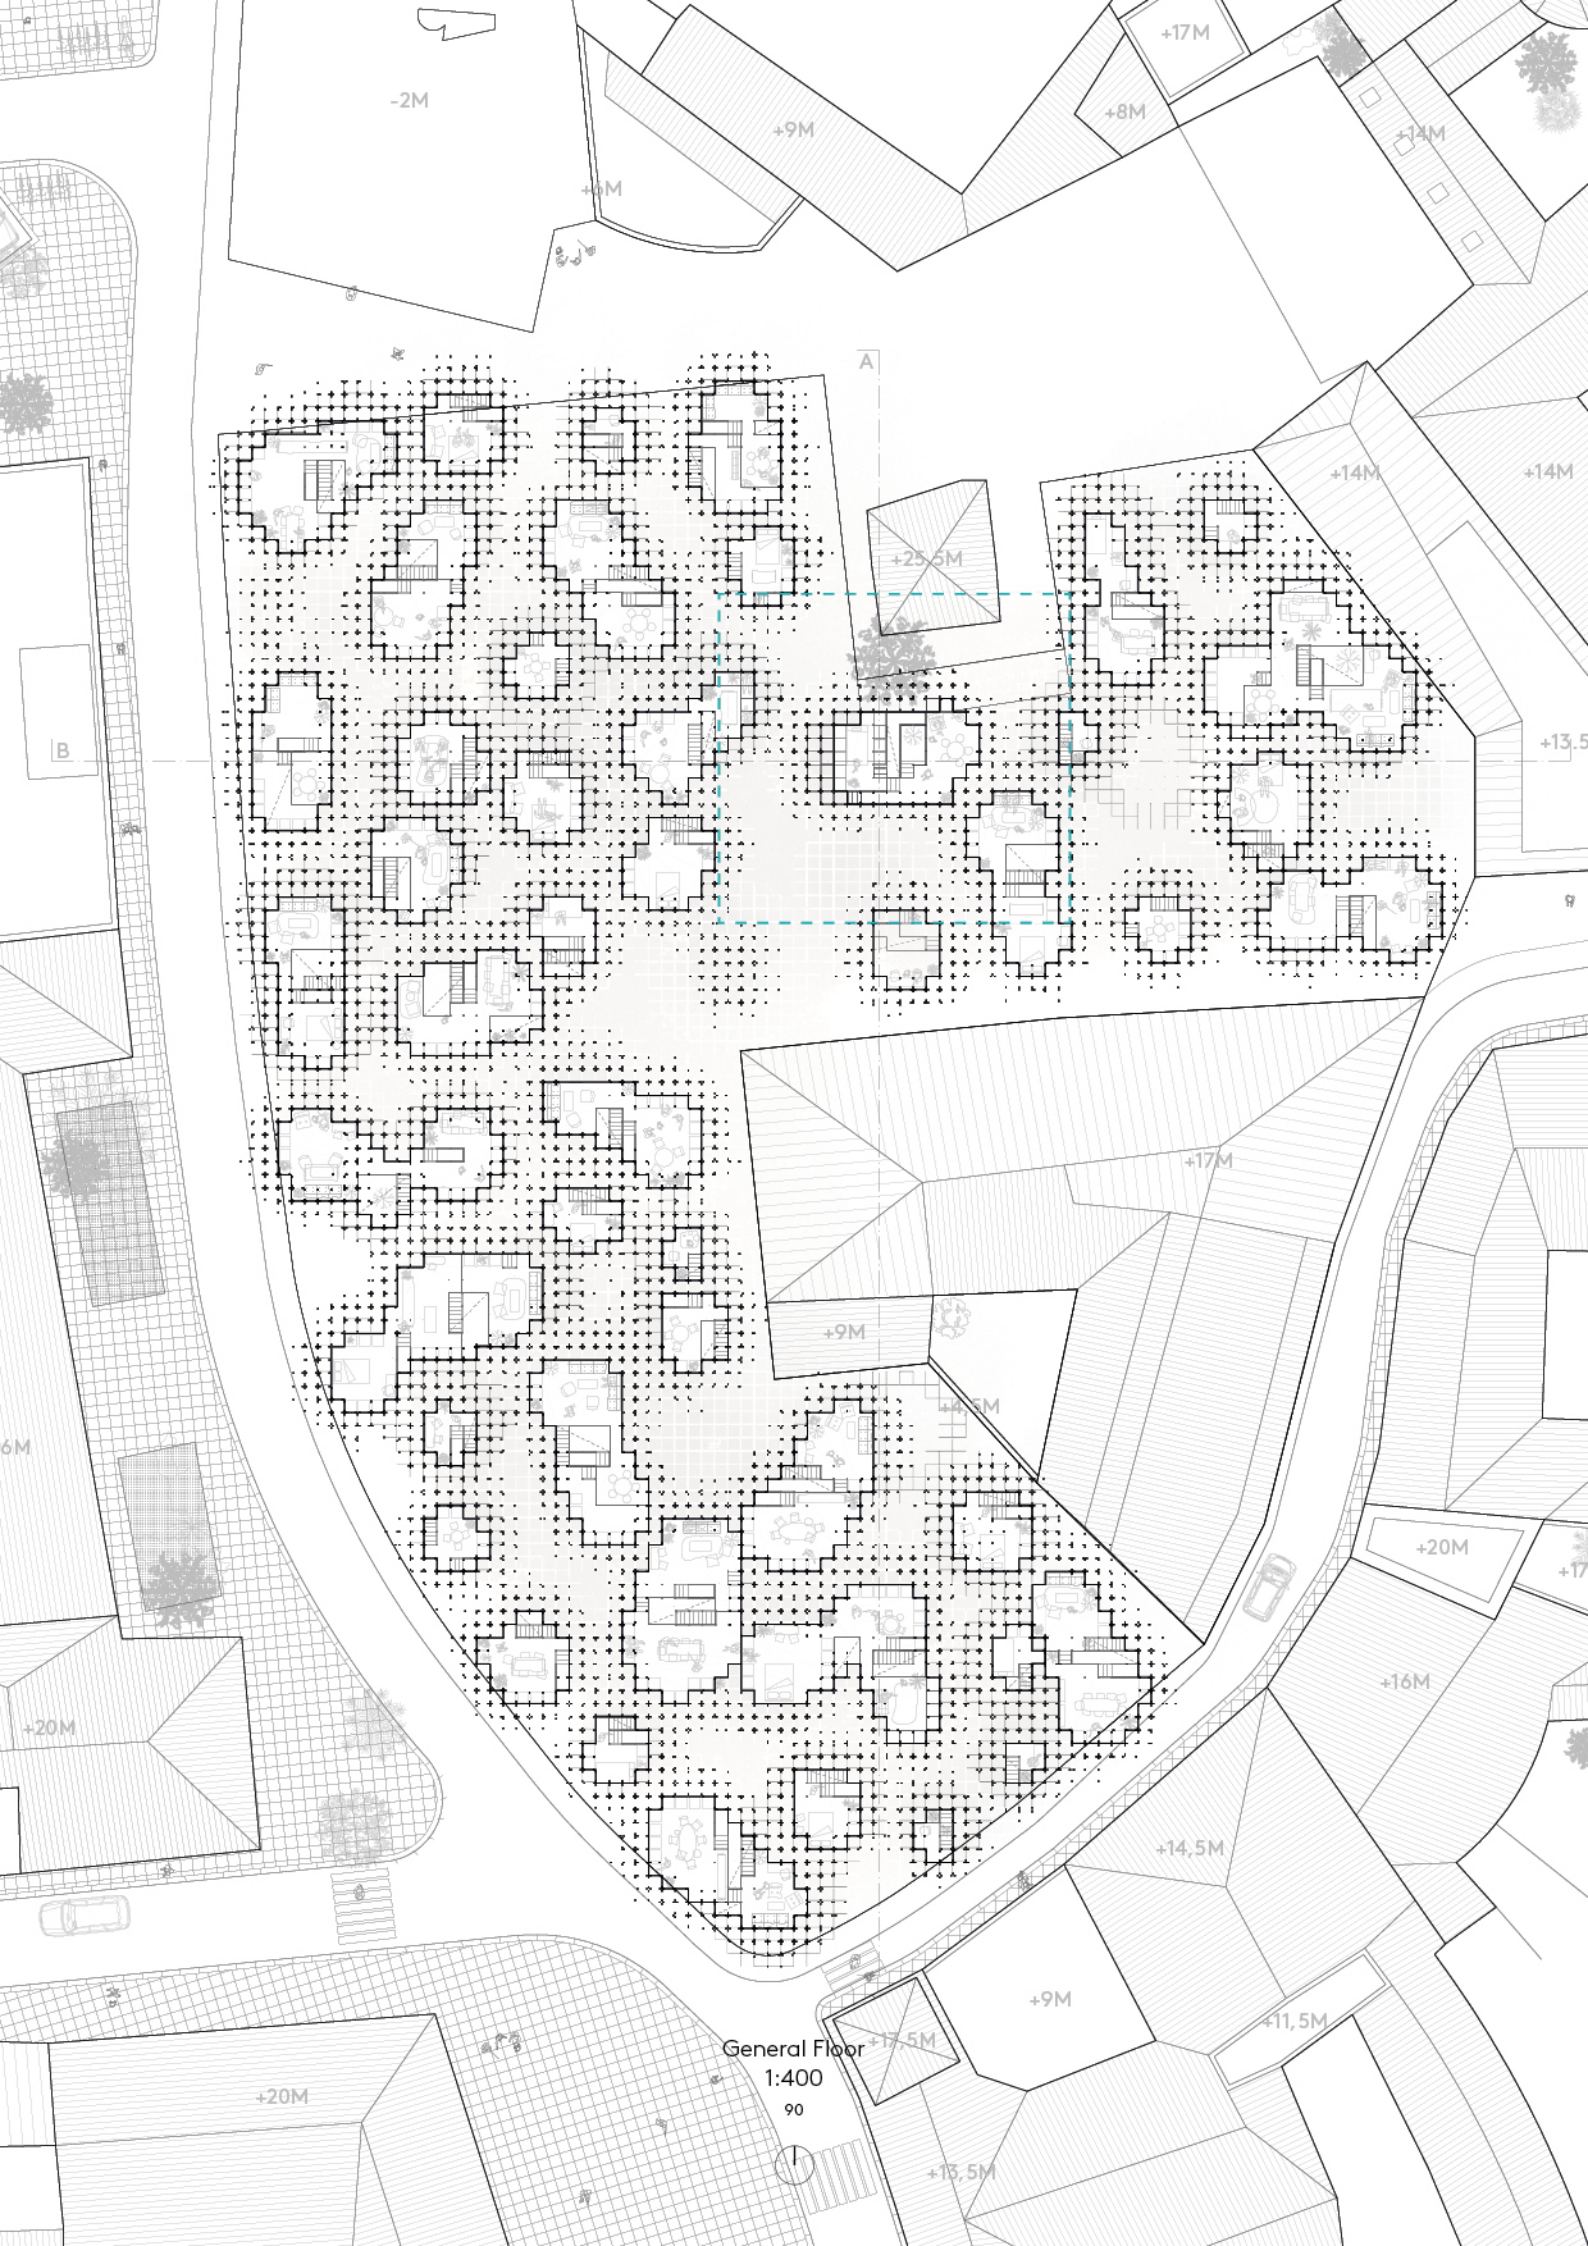 +17M
-2M
+8M
+9M
+14M
+6M
A
+14M
+14M
+25,5M
B
+13.5
+17M
+9M
+4,5M
6M
+20M
+17
+16M
+20M
+14,5M
+9M
+11,5M
+17,5M
General Floor
1:400
+20M
90
+13,5M